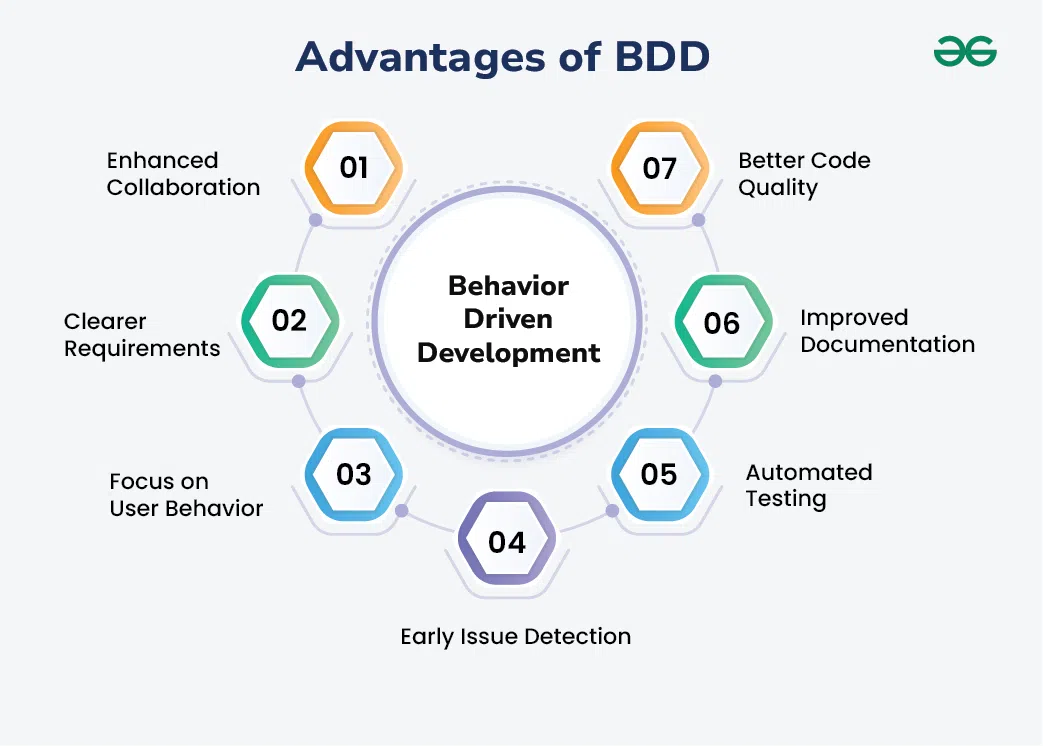 Advantages of BDD
01
Enhanced
Collaboration
02
Clearer
Requirements
03
Focus on
User Behavior
04
Early Issue Detection
05
Automated
Testing
06
Improved
Documentation
07
Better Code
Quality
Behavior
Driven
Development